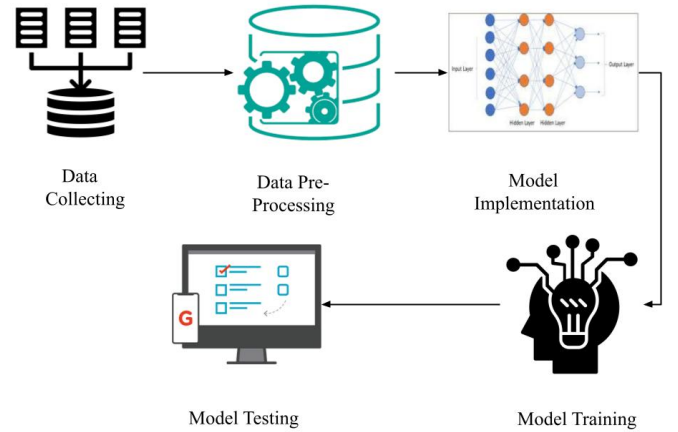 Input Layer
Output Layer
Hidden Layer
Hidden Layer
Data
Collecting
Data Pre-
Processing
Model
Implementation
G
Model Testing
Model Training